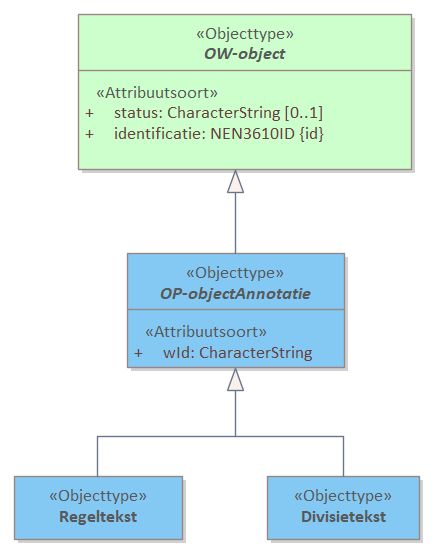 «Objecttype»
OW-object
«Attribuutsoort»
+ status: CharacterString [0..1]
+ identificatie: NEN3610ID {id}
«Objecttype»
OP-objectAnnotatie
«Attribuutsoort»
+ wId: CharacterString
«Objecttype»
Regeltekst
«Objecttype»
Divisietekst